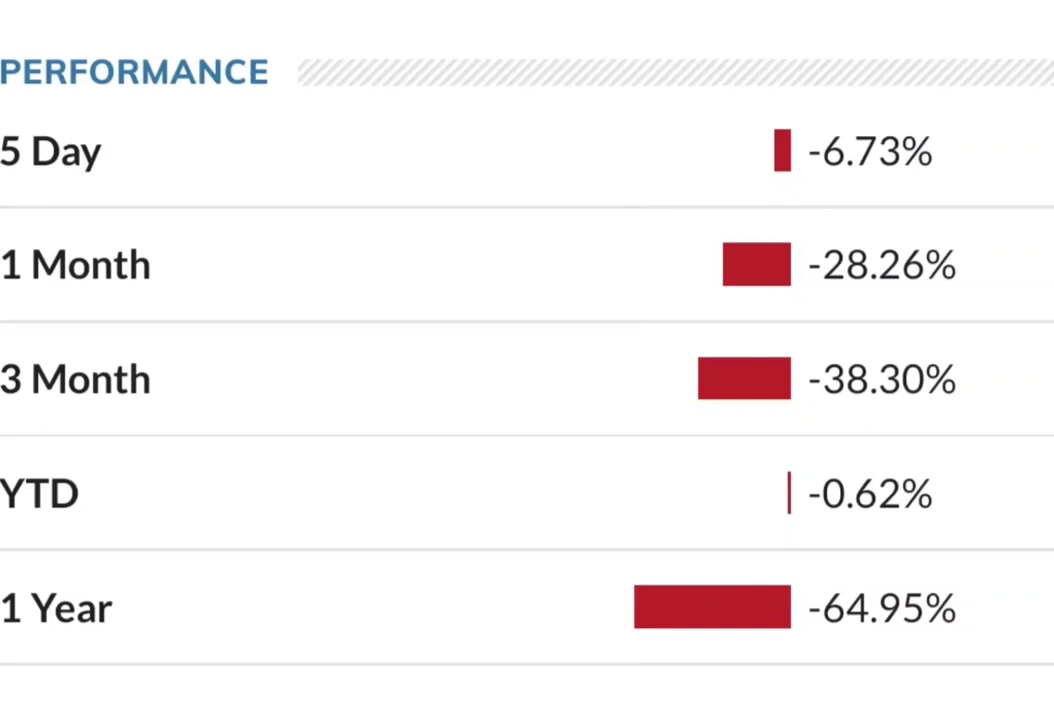 PERFORMANCE
5 Day -6.73%
1 Month -28.26%
3 Month -38.30%
YTD -0.62%
1 Year -64.95%